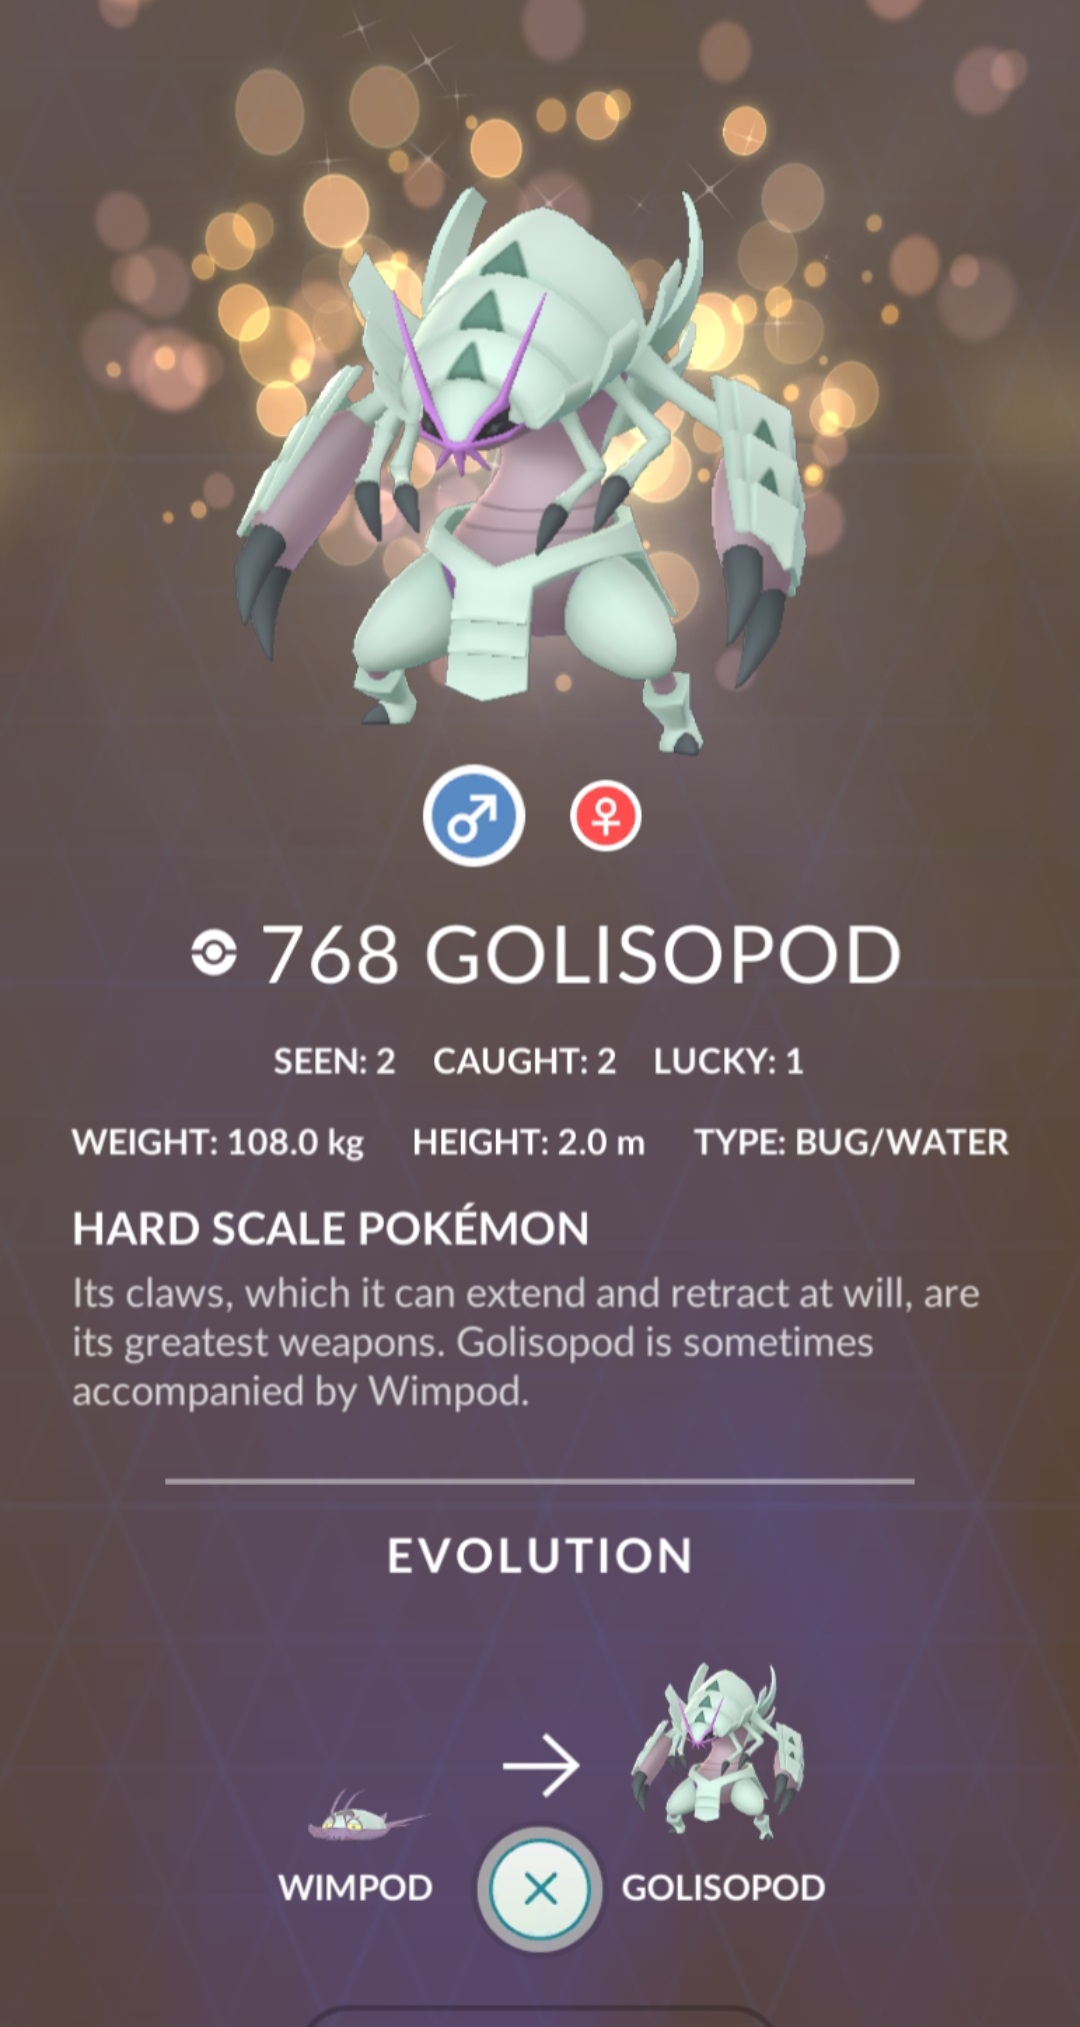 768 GOLISOPOD
SEEN: 2 CAUGHT: 2 LUCKY: 1
WEIGHT: 108.0 kg HEIGHT: 2.0 m TYPE: BUG/WATER
HARD SCALE POKÉMON
Its claws, which it can extend and retract at will, are
its greatest weapons. Golisopod is sometimes
accompanied by Wimpod.
EVOLUTION
WIMPOD GOLISOPOD